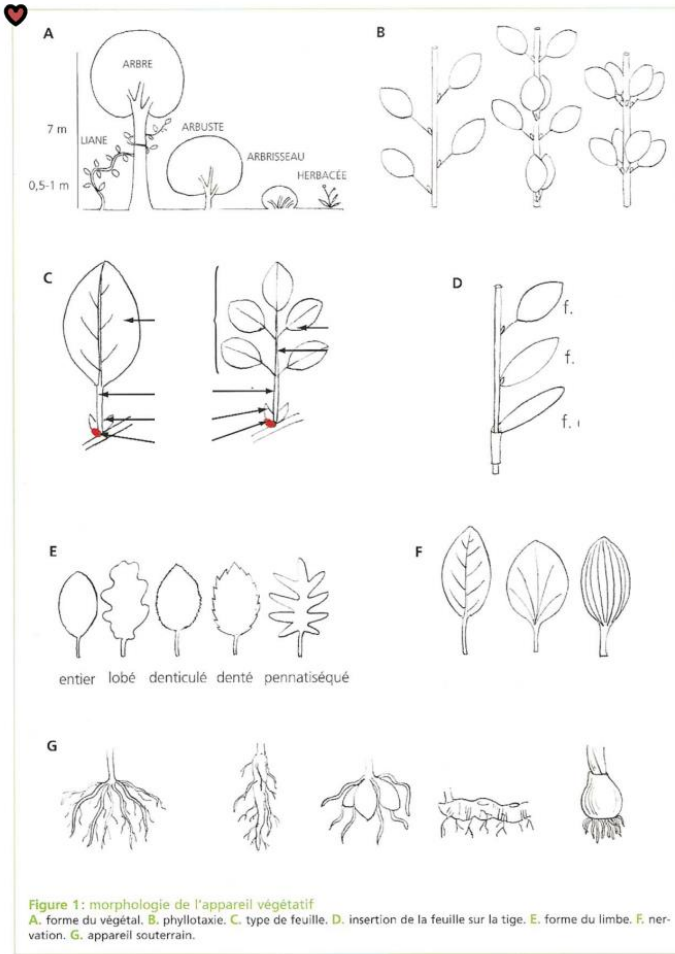 A
ARBRE
7 m
LIANE
ARBUSTE
ARBRISSEAU
0,5-1 m
HERBACÉE
B
C
D
f.
f.
f.
E
entier lobé denticulé denté pennatiséqué
F
G
Figure 1: morphologie de l'appareil végétatif
A. forme du végétal. B. phyllotaxie. C. type de feuille. D. insertion de la feuille sur la tige. E. forme du limbe. F. ner-
vation. G. appareil souterrain.